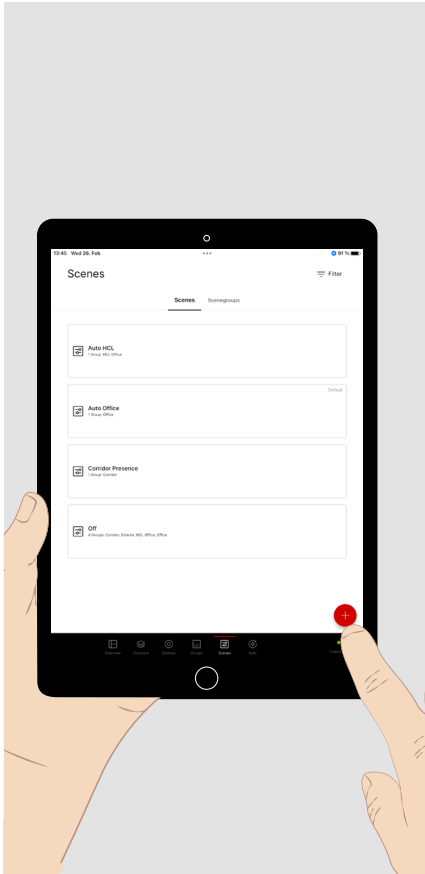 13:45 Wed 26. Feb
91 %
Scenes
Filter
Scenes Scenegroups
Auto HCL
1 Group: HCL Office
Default
Auto Office
1 Group: Office
Corridor Presence
1 Group: Corridor
Off
4 Groups: Corridor, Exterior, HCL Office, Office
Overview Structure Devices Groups Scenes